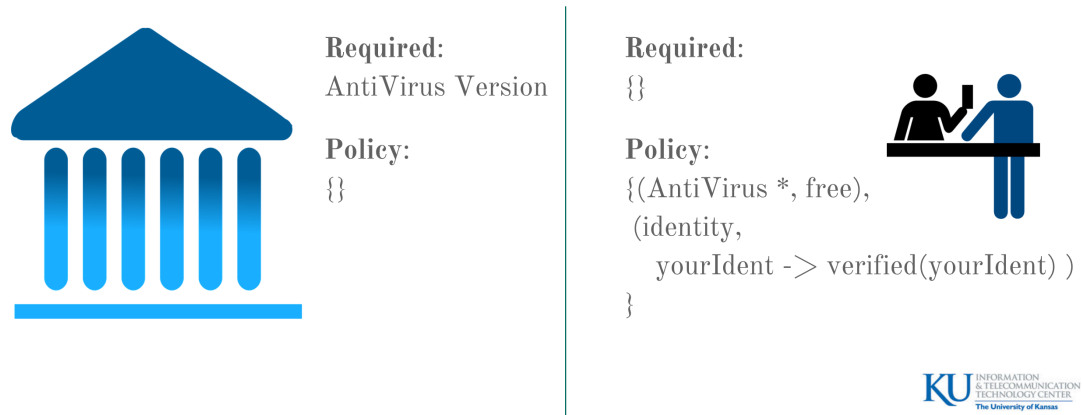 Required:
AntiVirus Version
Policy:
{}
Required:
{}
Policy:
{(AntiVirus *, free),
(identity,
yourIdent -> verified(yourIdent) )
}
KU INFORMATION
& TELECOMMUNICATION
TECHNOLOGY CENTER
The University of Kansas